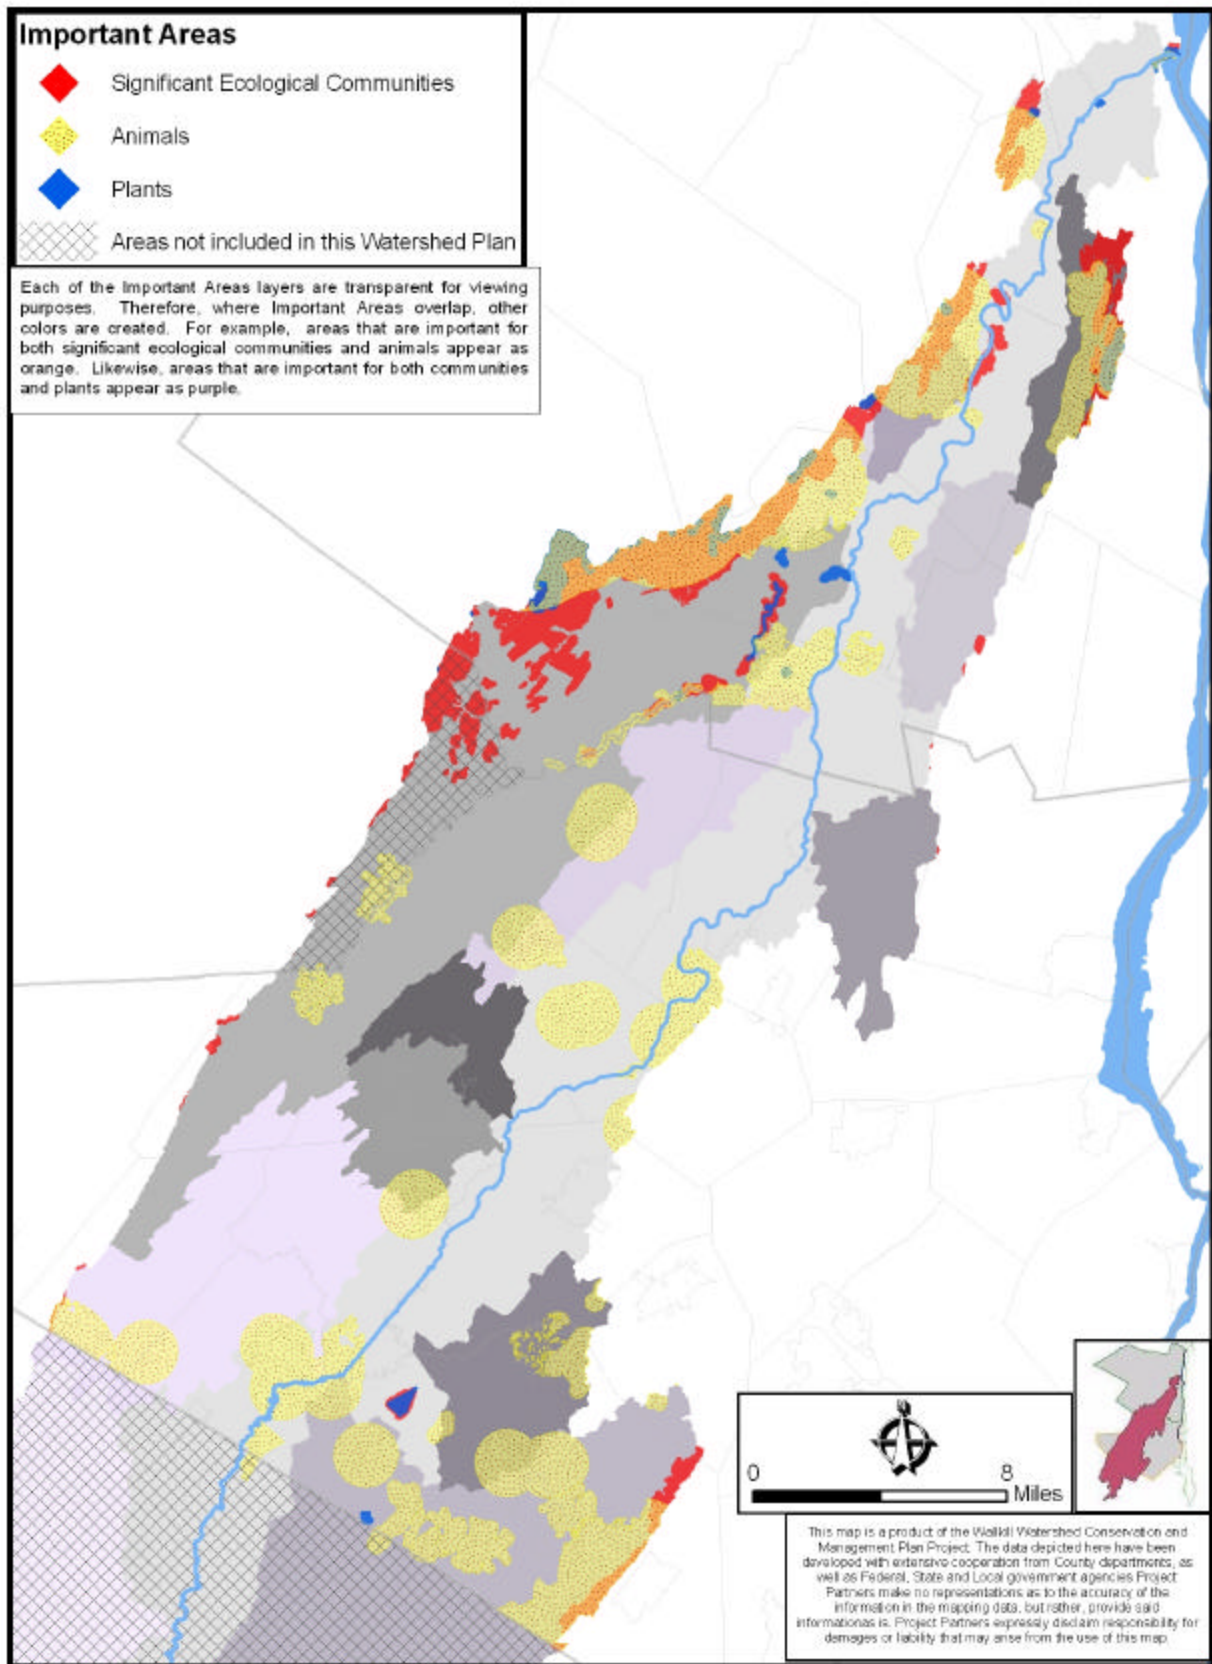 Important Areas
Significant Ecological Communities
Animals
Plants
Areas not included in this Watershed Plan
Each of the Important Areas layers are transparent for viewing
purposes. Therefore, where Important Areas overlap, other
colors are created. For example, areas that are important for
both significant ecological communities and animals appear as
orange. Likewise, areas that are important for both communities
and plants appear as purple.
0
8
Miles
This map is a product of the Wallkill Watershed Conservation and
Management Plan Project. The data depicted here have been
developed with extensive cooperation from County departments, as
well as Federal, State and Local government agencies Project
Partners make no representations as to the accuracy of the
information in the mapping data, but rather, provide said
informationas is. Project Partners expressly disclaim responsibility for
damages or liability that may arise from the use of this map.